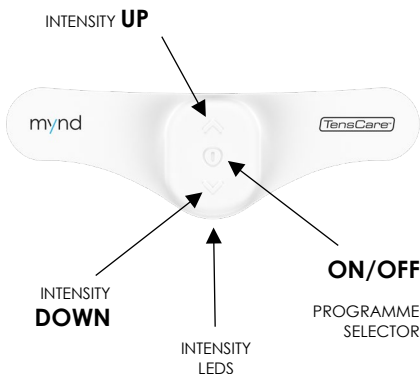 INTENSITY UP
mynd
TensCare
ON/OFF
PROGRAMME
SELECTOR
INTENSITY
DOWN
INTENSITY
LEDS